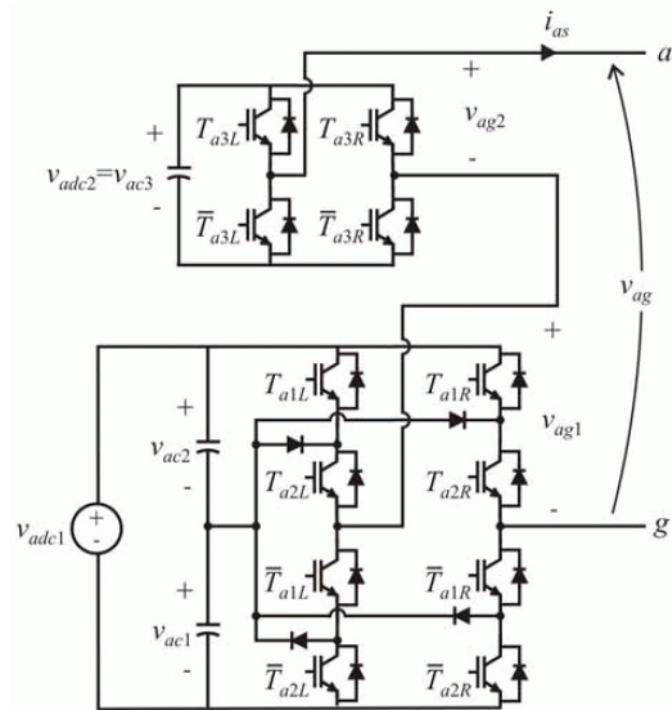 i_as
a
+
T_a3L
T_a3R
v_ag2
+
v_adc2=v_ac3
-
-
T̅_a3L
T̅_a3R
v_ag
+
T_a1L
T_a1R
+
v_ac2
v_ag1
-
T_a2L
T_a2R
-
v_adc1
+
-
g
+
T̅_a1L
T̅_a1R
v_ac1
-
T̅_a2L
T̅_a2R